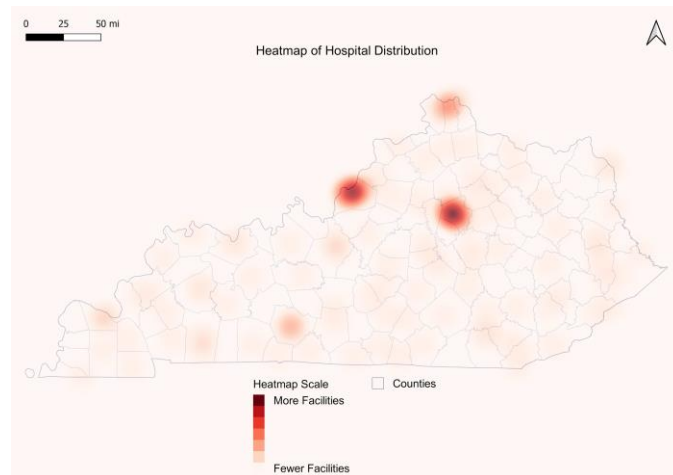 0 25 50 mi
Heatmap of Hospital Distribution
Heatmap Scale
Counties
More Facilities
Fewer Facilities